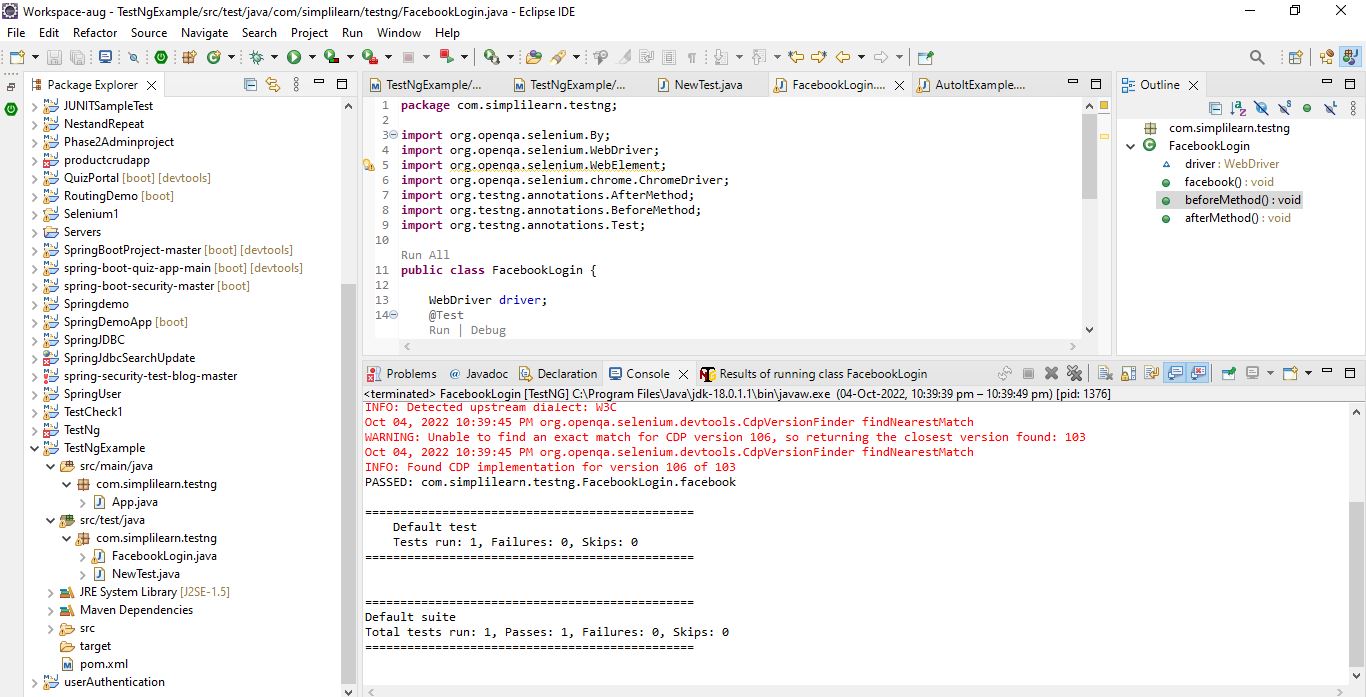 Workspace-aug - TestNgExample/src/test/java/com/simplilearn/testng/FacebookLogin.java - Eclipse IDE
File Edit Refactor Source Navigate Search Project Run Window Help
Package Explorer
JUNITSampleTest
NestandRepeat
Phase2Adminproject
productcrudapp
QuizPortal [boot] [devtools]
RoutingDemo [boot]
Selenium1
Servers
SpringBootProject-master [boot] [devtools]
spring-boot-quiz-app-main [boot] [devtools]
spring-boot-security-master [boot]
Springdemo
SpringDemoApp [boot]
SpringJDBC
SpringJdbcSearchUpdate
spring-security-test-blog-master
SpringUser
TestCheck1
TestNg
TestNgExample
src/main/java
com.simplilearn.testng
App.java
src/test/java
com.simplilearn.testng
FacebookLogin.java
NewTest.java
JRE System Library [J2SE-1.5]
Maven Dependencies
src
target
pom.xml
userAuthentication
TestNgExample/... TestNgExample/... NewTest.java FacebookLogin.... AutoItExample....
1 package com.simplilearn.testng;
2
3 import org.openqa.selenium.By;
4 import org.openqa.selenium.WebDriver;
5 import org.openqa.selenium.WebElement;
6 import org.openqa.selenium.chrome.ChromeDriver;
7 import org.testng.annotations.AfterMethod;
8 import org.testng.annotations.BeforeMethod;
9 import org.testng.annotations.Test;
10
Run All
11 public class FacebookLogin {
12
13 WebDriver driver;
14 @Test
Run | Debug
Outline
com.simplilearn.testng
FacebookLogin
driver : WebDriver
facebook() : void
beforeMethod() : void
afterMethod() : void
Problems @ Javadoc Declaration Console Results of running class FacebookLogin
<terminated> FacebookLogin [TestNG] C:\Program Files\Java\jdk-18.0.1.1\bin\javaw.exe (04-Oct-2022, 10:39:39 pm – 10:39:49 pm) [pid: 1376]
INFO: Detected upstream dialect: W3C
Oct 04, 2022 10:39:45 PM org.openqa.selenium.devtools.CdpVersionFinder findNearestMatch
WARNING: Unable to find an exact match for CDP version 106, so returning the closest version found: 103
Oct 04, 2022 10:39:45 PM org.openqa.selenium.devtools.CdpVersionFinder findNearestMatch
INFO: Found CDP implementation for version 106 of 103
PASSED: com.simplilearn.testng.FacebookLogin.facebook
===============================================
Default test
Tests run: 1, Failures: 0, Skips: 0
===============================================
===============================================
Default suite
Total tests run: 1, Passes: 1, Failures: 0, Skips: 0
===============================================